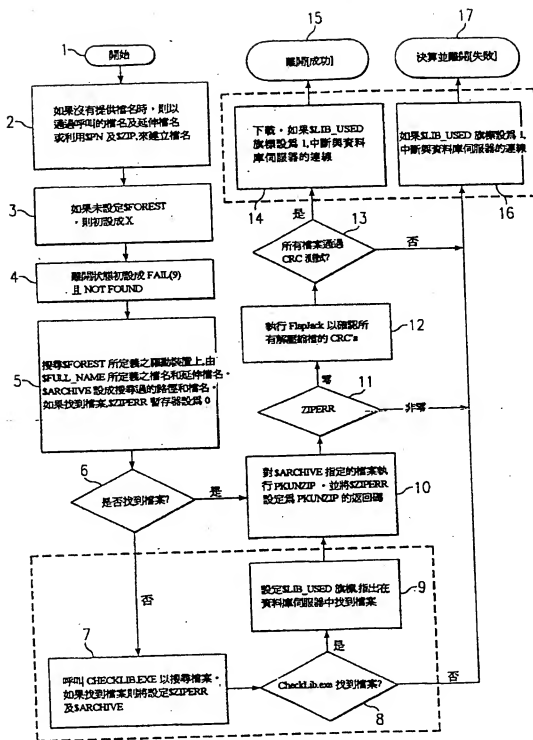 1
開始
2
如果沒有提供檔名時，則以
通過呼叫的檔名及延伸檔名
或利用$PN 及 $ZIP,來建立檔名
3
如果未設定$FOREST
，則初設成 X
4
離開狀態初設成 FAIL(9)
且 NOT FOUND
5
搜尋$FOREST 所定義之驅動裝置上,由
$FULL_NAME 所定義之檔名和延伸檔名。
$ARCHIVE 設成搜尋過的路徑和檔名。
如果找到檔案,$ZIPERR 暫存器設為 0
6
是否找到檔案?
是
否
7
呼叫 CHECKLIB.EXE 以搜尋檔案。
如果找到檔案則將設定$ZIPERR
及$ARCHIVE
8
CheckLib.exe 找到檔案?
是
否
9
設定$LIB_USED 旗標,指出在
資料庫伺服器中找到檔案
10
對$ARCHIVE 指定的檔案執
行 PKUNZIP。並將$ZIPERR
設定為 PKUNZIP 的返回碼
11
ZIPERR
零
非零
12
執行 FlapJack 以確認所
有解壓縮檔的 CRC's
13
所有檔案通過
CRC 測試?
是
否
14
下載。如果$LIB_USED
旗標設為 1,中斷與資料
庫伺服器的連線
15
離開[成功]
16
如果$LIB_USED 旗標設為 1,
中斷與資料庫伺服器的連線
17
決算並離開[失敗]